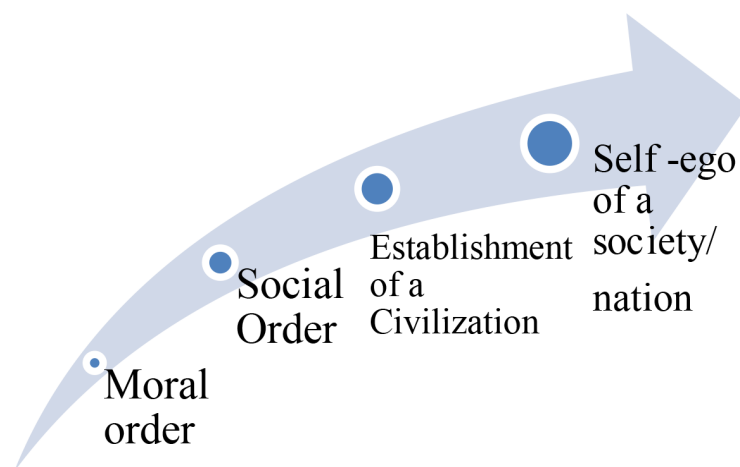 Moral
order
Social
Order
Establishment
of a
Civilization
Self -ego
of a
society/
nation